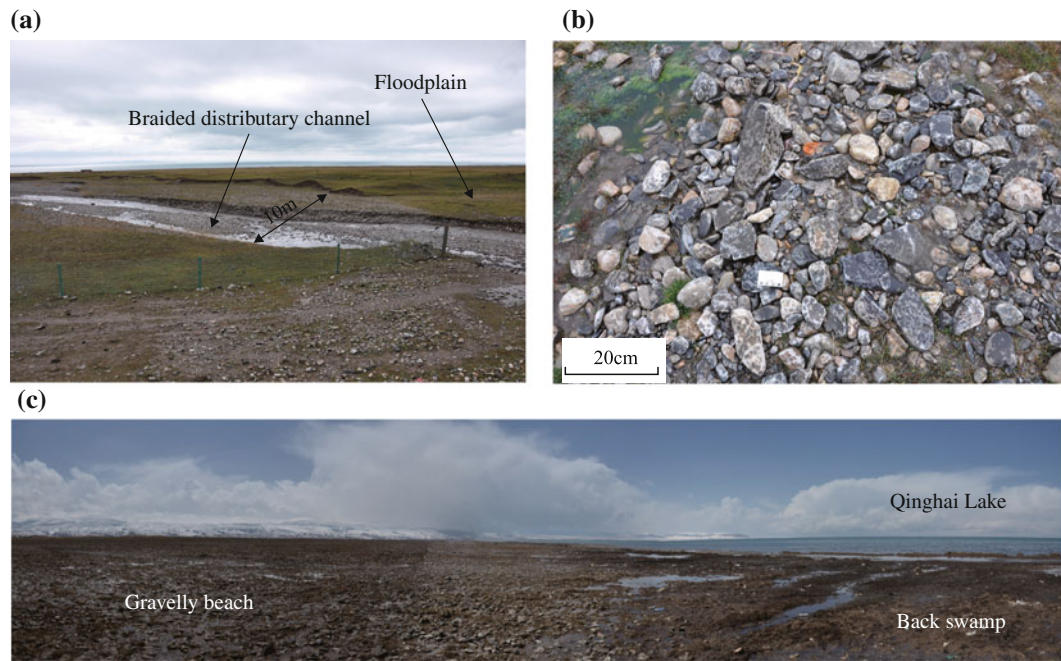 (a)
Floodplain
Braided distributary channel
10m
(b)
20cm
(c)
Qinghai Lake
Gravelly beach
Back swamp